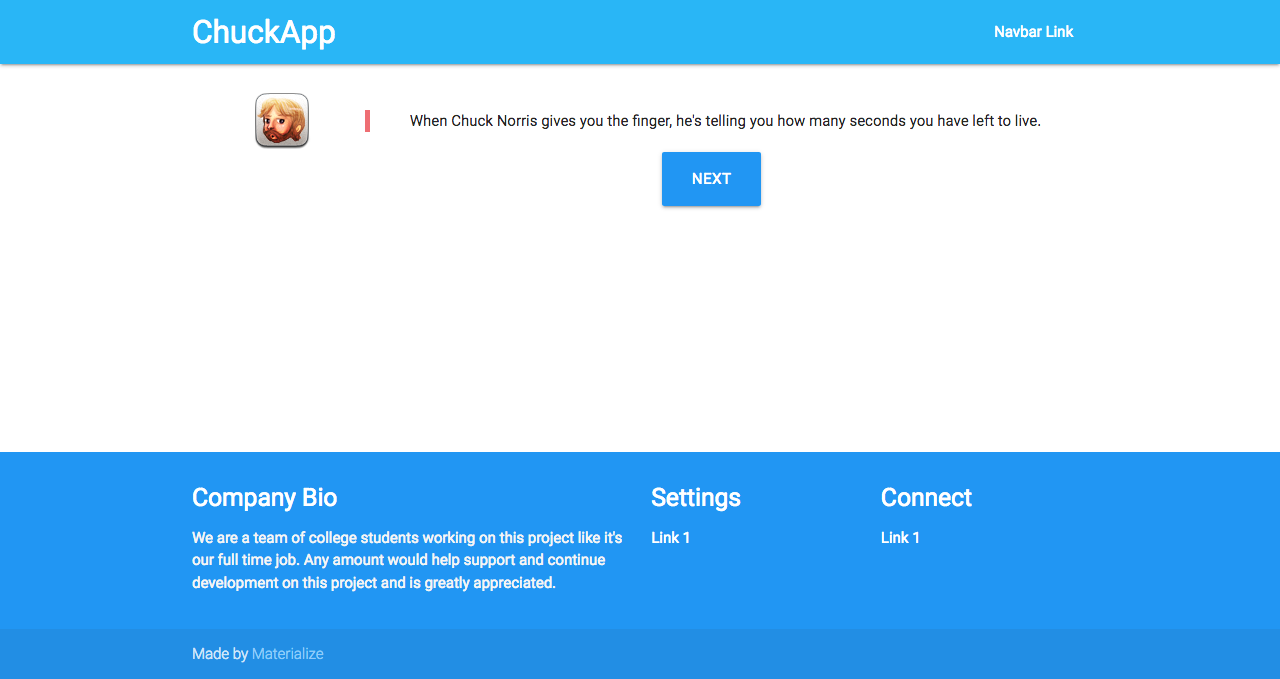 ChuckApp
Navbar Link
When Chuck Norris gives you the finger, he's telling you how many seconds you have left to live.
NEXT
Company Bio
We are a team of college students working on this project like it's
our full time job. Any amount would help support and continue
development on this project and is greatly appreciated.
Settings
Link 1
Connect
Link 1
Made by Materialize